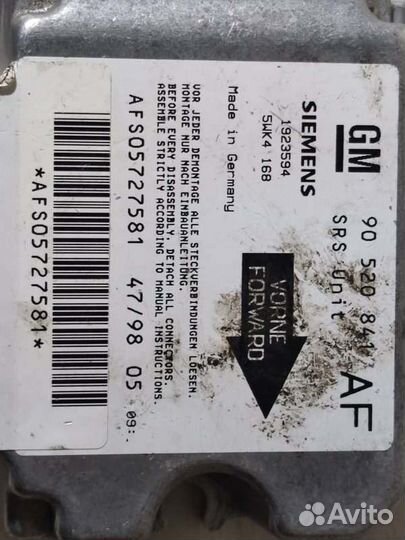 GM 90 520 841 AF
SRS Unit
SIEMENS
1923594
5WK4 168
Made in Germany
VORNE
FORWARD
VOR JEDER DEMONTAGE ALLE STECKVERBINDUNGEN LOESEN.
MONTAGE NUR NACH EINBAUANLEITUNG.
BEFORE EVERY DISASSEMBLY, DETACH ALL CONNECTORS
ASSEMBLE STRICTLY ACCORDING TO MANUAL INSTRUCTIONS.
AFS05727581 47/98 05 09:
*AFS05727581*
Avito